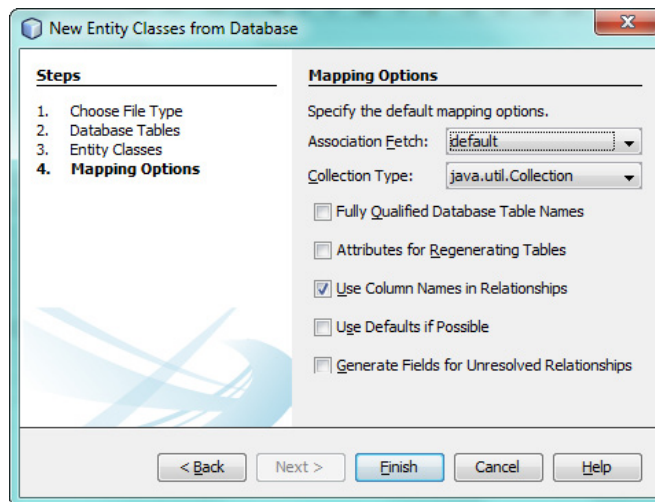 New Entity Classes from Database
Steps
1. Choose File Type
2. Database Tables
3. Entity Classes
4. Mapping Options
Mapping Options
Specify the default mapping options.
Association Fetch: default
Collection Type: java.util.Collection
Fully Qualified Database Table Names
Attributes for Regenerating Tables
Use Column Names in Relationships
Use Defaults if Possible
Generate Fields for Unresolved Relationships
< Back Next > Finish Cancel Help